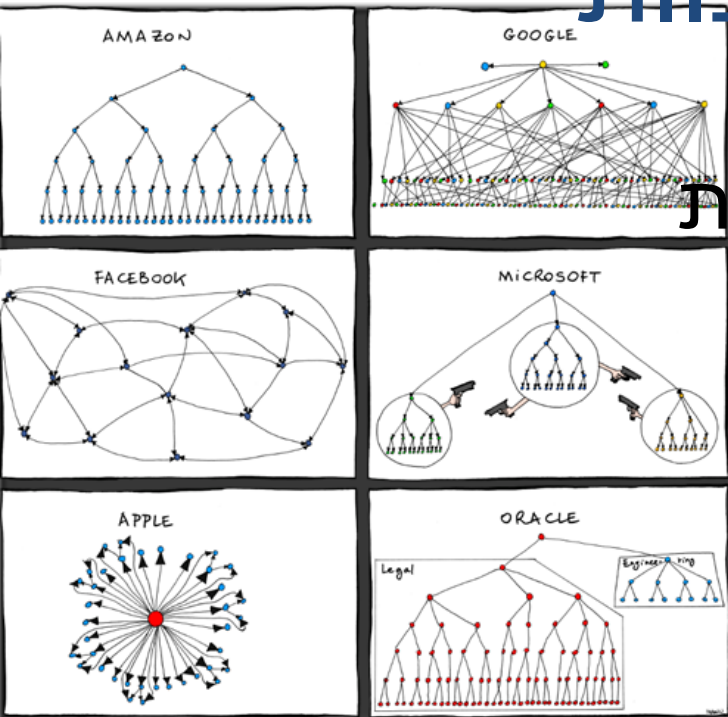 AMAZON
GOOGLE
ת
FACEBOOK
MICROSOFT
APPLE
ORACLE
Legal
Engineering